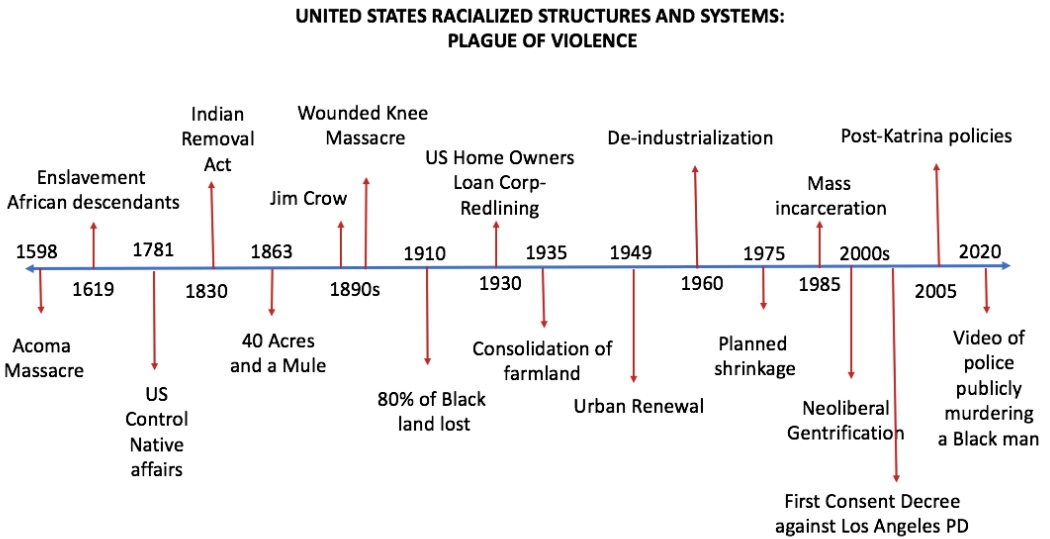 UNITED STATES RACIALIZED STRUCTURES AND SYSTEMS:
PLAGUE OF VIOLENCE
Enslavement
African descendants
Indian
Removal
Act
Jim Crow
Wounded Knee
Massacre
US Home Owners
Loan Corp-
Redlining
De-industrialization
Mass
incarceration
Post-Katrina policies
1598
1781
1863
1910
1935
1949
1975
2000s
2020
1619
1830
1890s
1930
1960
1985
2005
Acoma
Massacre
US
Control
Native
affairs
40 Acres
and a Mule
80% of Black
land lost
Consolidation of
farmland
Urban Renewal
Planned
shrinkage
Neoliberal
Gentrification
First Consent Decree
against Los Angeles PD
Video of
police
publicly
murdering
a Black man